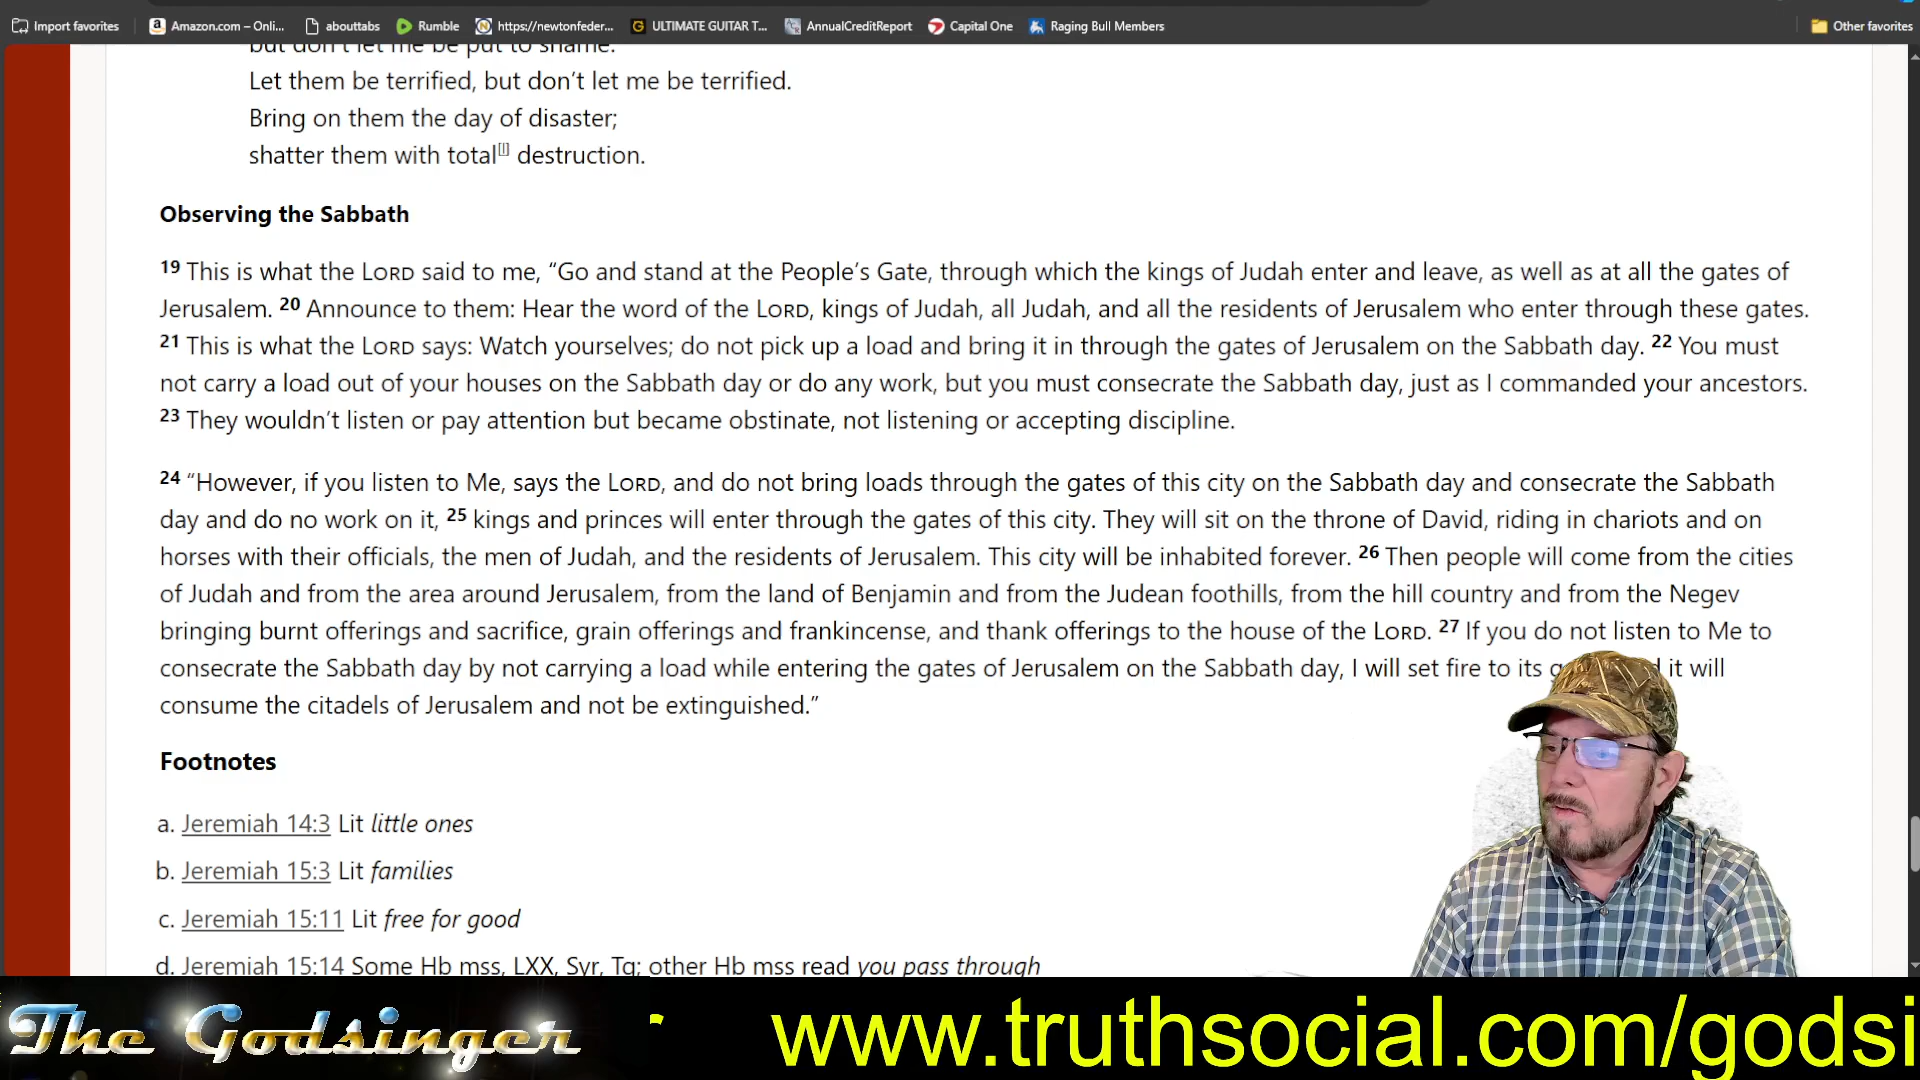 Import favorites
Amazon.com – Onli...
abouttabs
Rumble
https://newtonfeder...
ULTIMATE GUITAR T...
AnnualCreditReport
Capital One
Raging Bull Members
Other favorites
but don’t let me be put to shame.
Let them be terrified, but don’t let me be terrified.
Bring on them the day of disaster;
shatter them with total[l] destruction.
Observing the Sabbath
19 This is what the LORD said to me, “Go and stand at the People’s Gate, through which the kings of Judah enter and leave, as well as at all the gates of
Jerusalem. 20 Announce to them: Hear the word of the LORD, kings of Judah, all Judah, and all the residents of Jerusalem who enter through these gates.
21 This is what the LORD says: Watch yourselves; do not pick up a load and bring it in through the gates of Jerusalem on the Sabbath day. 22 You must
not carry a load out of your houses on the Sabbath day or do any work, but you must consecrate the Sabbath day, just as I commanded your ancestors.
23 They wouldn’t listen or pay attention but became obstinate, not listening or accepting discipline.
24 “However, if you listen to Me, says the LORD, and do not bring loads through the gates of this city on the Sabbath day and consecrate the Sabbath
day and do no work on it, 25 kings and princes will enter through the gates of this city. They will sit on the throne of David, riding in chariots and on
horses with their officials, the men of Judah, and the residents of Jerusalem. This city will be inhabited forever. 26 Then people will come from the cities
of Judah and from the area around Jerusalem, from the land of Benjamin and from the Judean foothills, from the hill country and from the Negev
bringing burnt offerings and sacrifice, grain offerings and frankincense, and thank offerings to the house of the LORD. 27 If you do not listen to Me to
consecrate the Sabbath day by not carrying a load while entering the gates of Jerusalem on the Sabbath day, I will set fire to its it will
consume the citadels of Jerusalem and not be extinguished.”
Footnotes
a. Jeremiah 14:3 Lit little ones
b. Jeremiah 15:3 Lit families
c. Jeremiah 15:11 Lit free for good
d. Jeremiah 15:14 Some Hb mss, LXX, Syr, Tg; other Hb mss read you pass through
The Godsinger
www.truthsocial.com/godsi